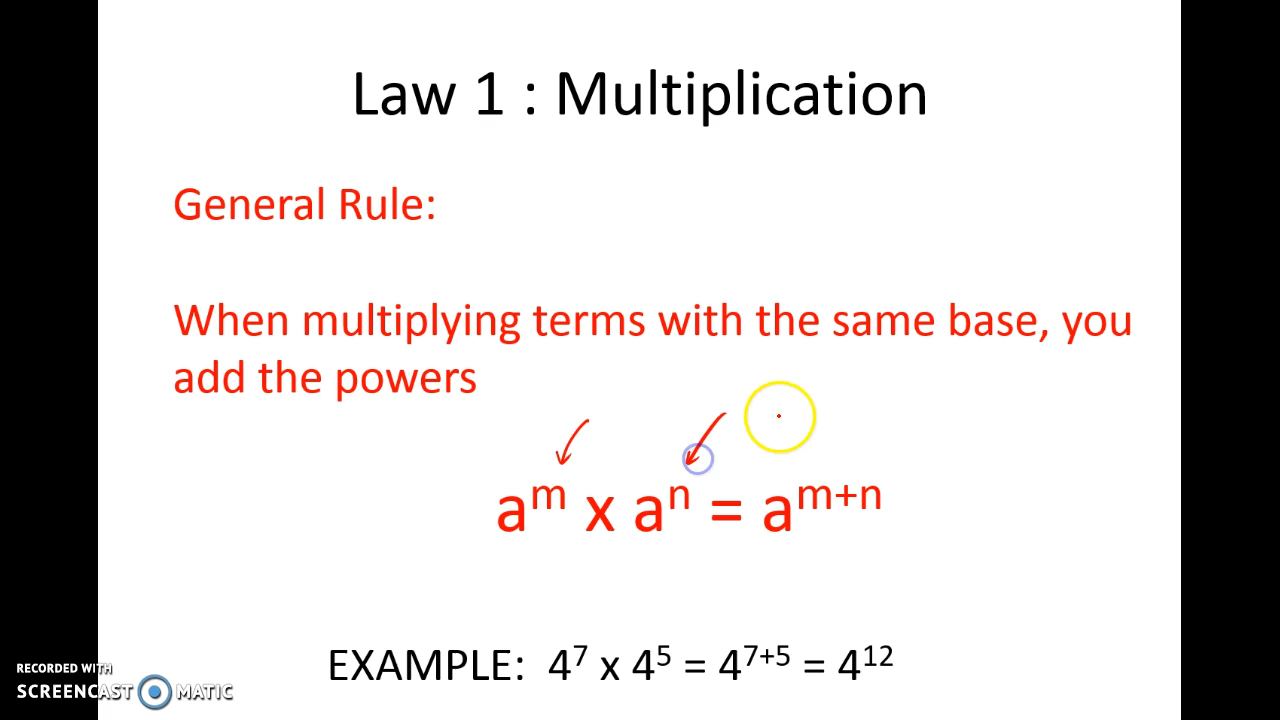 Law 1 : Multiplication
General Rule:
When multiplying terms with the same base, you
add the powers
aᵐ x aⁿ = aᵐ⁺ⁿ
EXAMPLE: 4⁷ x 4⁵ = 4⁷⁺⁵ = 4¹²
RECORDED WITH
SCREENCAST MATIC